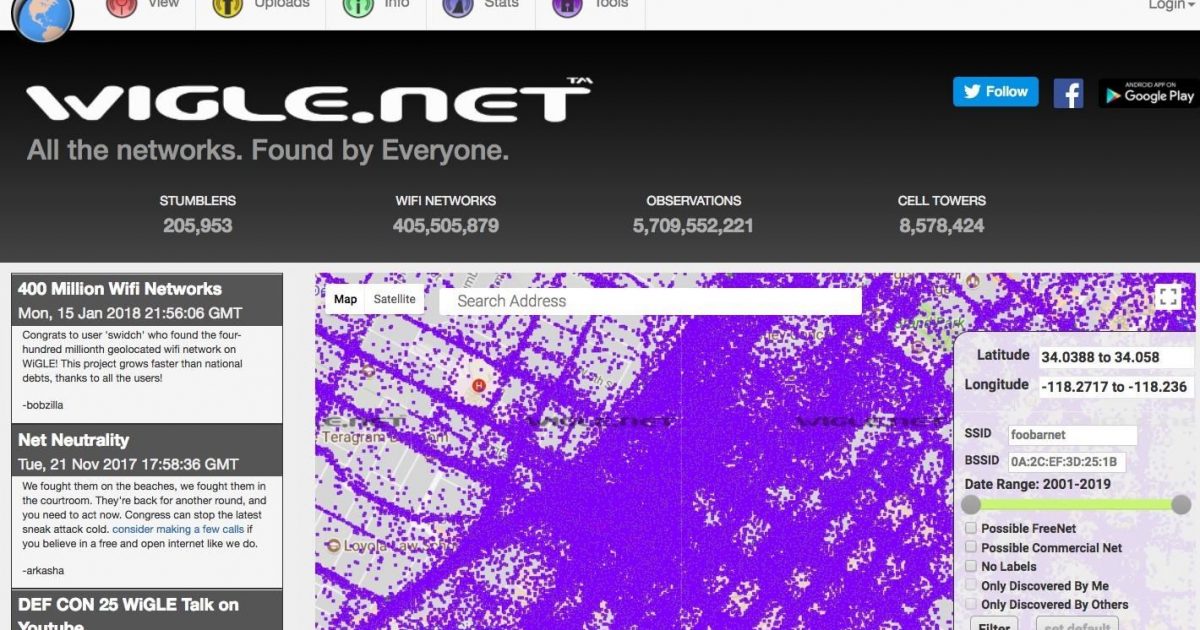 View
Uploads
Info
Stats
Tools
Login
WIGLE.NET™
All the networks. Found by Everyone.
Follow
ANDROID APP ON
Google Play
STUMBLERS
205,953
WIFI NETWORKS
405,505,879
OBSERVATIONS
5,709,552,221
CELL TOWERS
8,578,424
400 Million Wifi Networks
Mon, 15 Jan 2018 21:56:06 GMT
Congrats to user 'swidch' who found the four-
hundred millionth geolocated wifi network on
WiGLE! This project grows faster than national
debts, thanks to all the users!
-bobzilla
Net Neutrality
Tue, 21 Nov 2017 17:58:36 GMT
We fought them on the beaches, we fought them in
the courtroom. They're back for another round, and
you need to act now. Congress can stop the latest
sneak attack cold. consider making a few calls if
you believe in a free and open internet like we do.
-arkasha
DEF CON 25 WiGLE Talk on
Youtube
Map
Satellite
Search Address
H
WIGLE.NET
WIGLE.NET
Teragram
Loyola Law
Latitude
34.0388 to 34.058
Longitude
-118.2717 to -118.236
SSID
foobarnet
BSSID
0A:2C:EF:3D:25:1B
Date Range: 2001-2019
Possible FreeNet
Possible Commercial Net
No Labels
Only Discovered By Me
Only Discovered By Others
Filter
set default